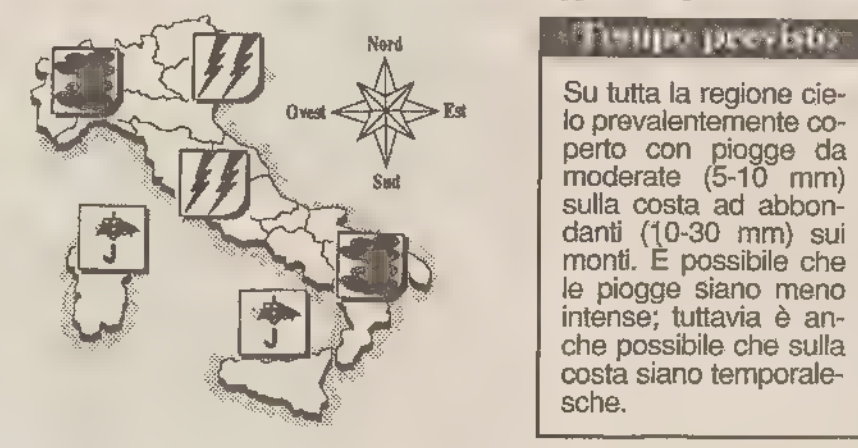 Nord
Ovest
Est
Sud
Tempo previsto
Su tutta la regione cie-
lo prevalentemente co-
perto con piogge da
moderate (5-10 mm)
sulla costa ad abbon-
danti (10-30 mm) sui
monti. E possibile che
le piogge siano meno
intense; tuttavia è an-
che possibile che sulla
costa siano temporale-
sche.